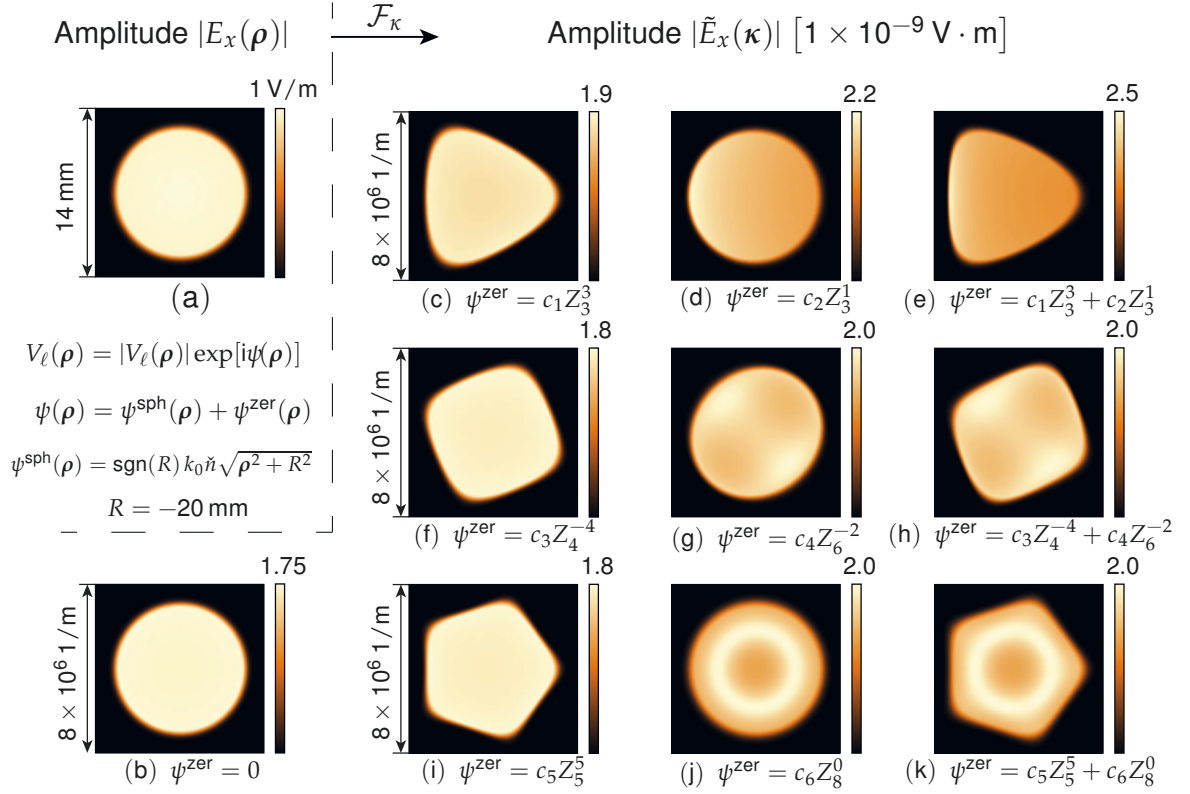 Amplitude |Eₓ(ρ)|
𝓕_κ
Amplitude |Ẽₓ(κ)| [1 × 10⁻⁹ V · m]
1 V/m
14 mm
(a)
1.9
8 × 10⁶ 1/m
(c) ψ^zer = c₁Z₃³
2.2
(d) ψ^zer = c₂Z₃¹
2.5
(e) ψ^zer = c₁Z₃³ + c₂Z₃¹
V_ℓ(ρ) = |V_ℓ(ρ)| exp[iψ(ρ)]
ψ(ρ) = ψ^sph(ρ) + ψ^zer(ρ)
ψ^sph(ρ) = sgn(R) k₀ň√(ρ² + R²)
R = −20 mm
1.8
8 × 10⁶ 1/m
(f) ψ^zer = c₃Z₄⁻⁴
2.0
(g) ψ^zer = c₄Z₆⁻²
2.0
(h) ψ^zer = c₃Z₄⁻⁴ + c₄Z₆⁻²
1.75
8 × 10⁶ 1/m
(b) ψ^zer = 0
1.8
8 × 10⁶ 1/m
(i) ψ^zer = c₅Z₅⁵
2.0
(j) ψ^zer = c₆Z₈⁰
2.0
(k) ψ^zer = c₅Z₅⁵ + c₆Z₈⁰